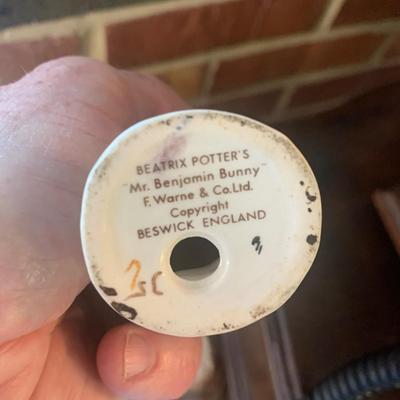 BEATRIX POTTER'S
"Mr. Benjamin Bunny"
F. Warne & Co. Ltd.
Copyright
BESWICK ENGLAND